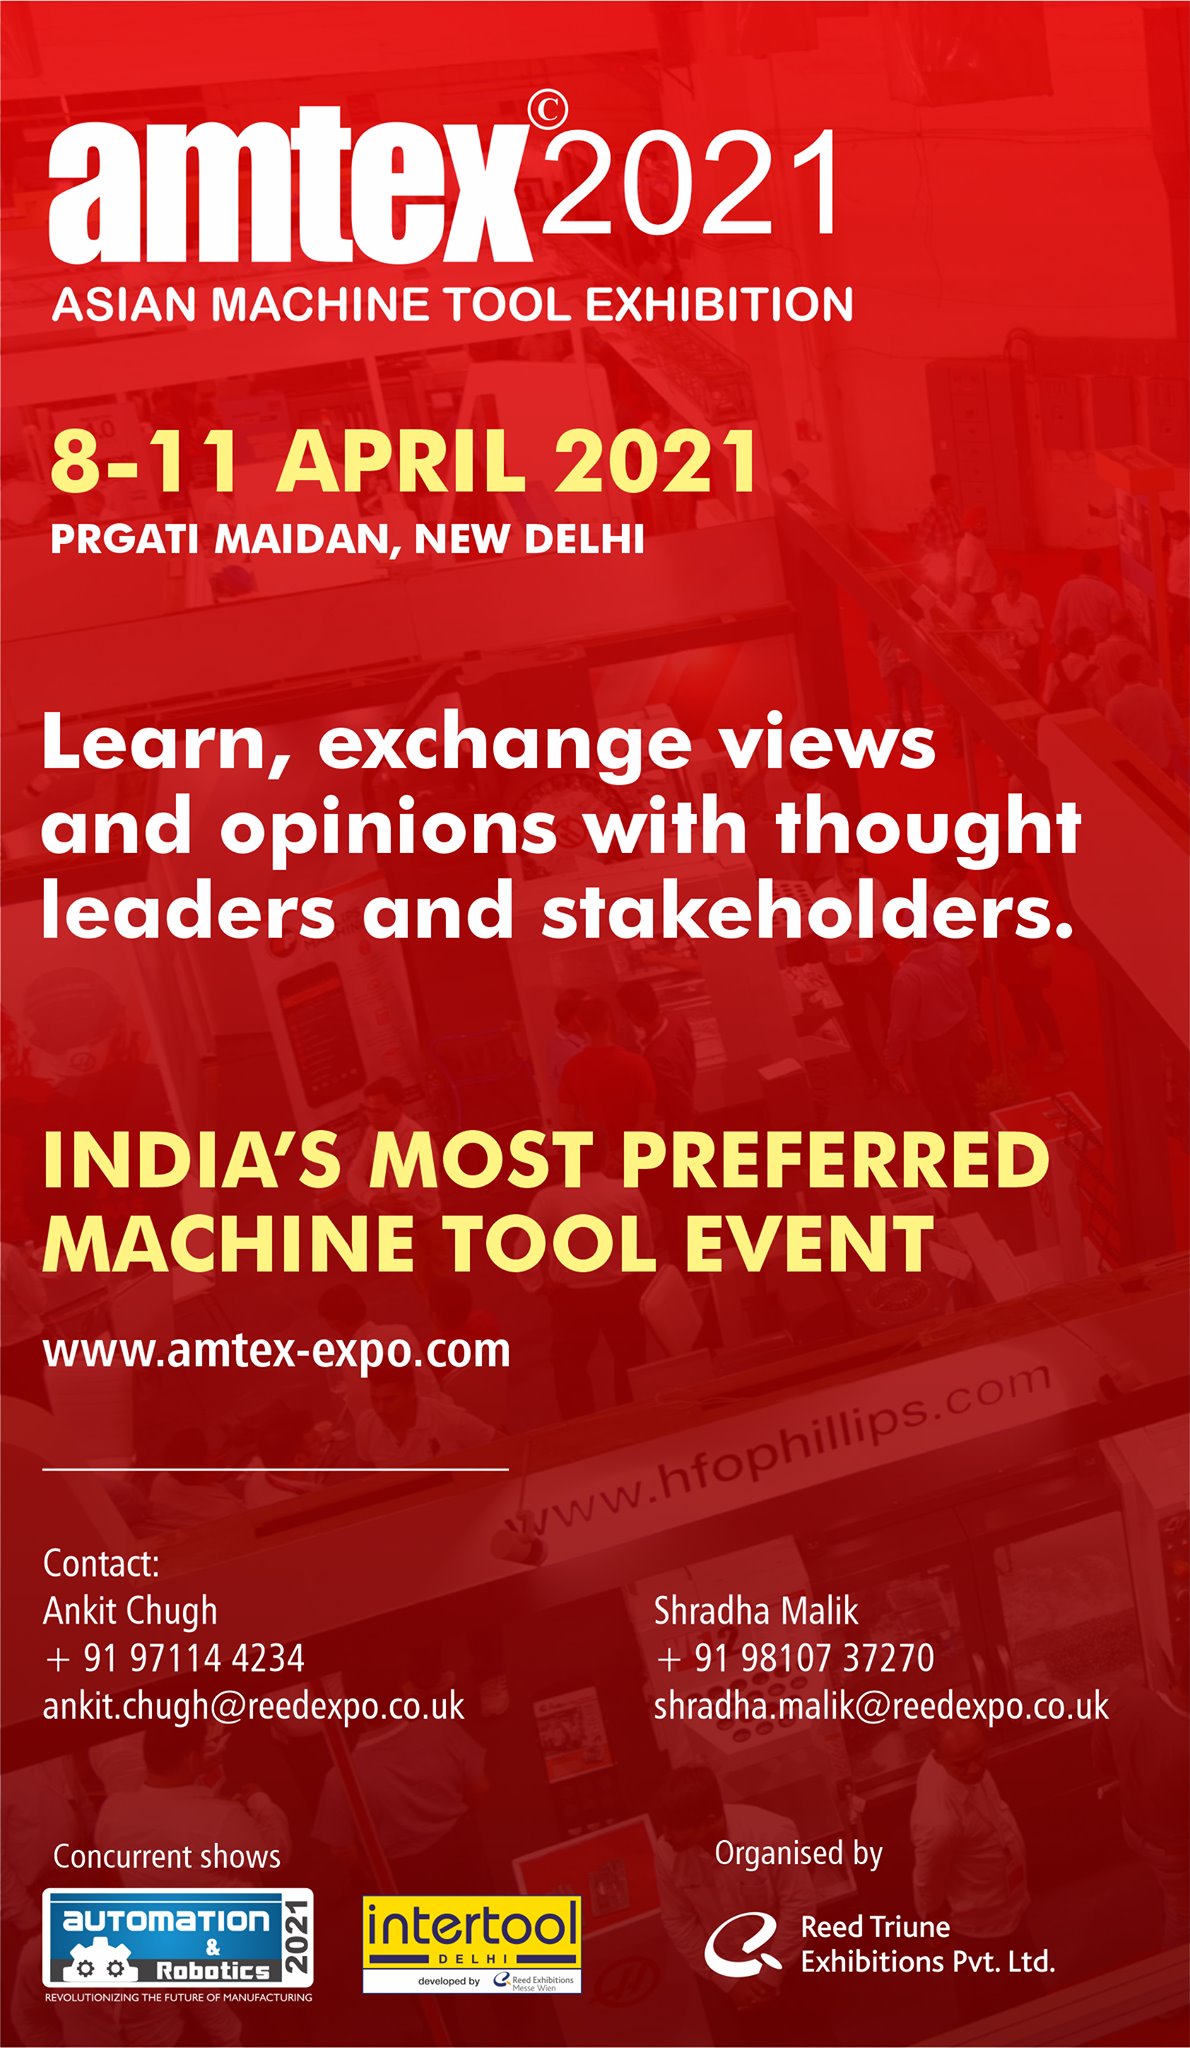 amtex©2021
ASIAN MACHINE TOOL EXHIBITION
8-11 APRIL 2021
PRGATI MAIDAN, NEW DELHI
Learn, exchange views
and opinions with thought
leaders and stakeholders.
INDIA'S MOST PREFERRED
MACHINE TOOL EVENT
www.amtex-expo.com
www.hfophillips.com
Contact:
Ankit Chugh
+ 91 97114 4234
ankit.chugh@reedexpo.co.uk
Shradha Malik
+ 91 98107 37270
shradha.malik@reedexpo.co.uk
Concurrent shows
automation
&
Robotics
2021
REVOLUTIONIZING THE FUTURE OF MANUFACTURING
intertool
DELHI
developed by Reed Exhibitions
Messe Wien
Organised by
Reed Triune
Exhibitions Pvt. Ltd.